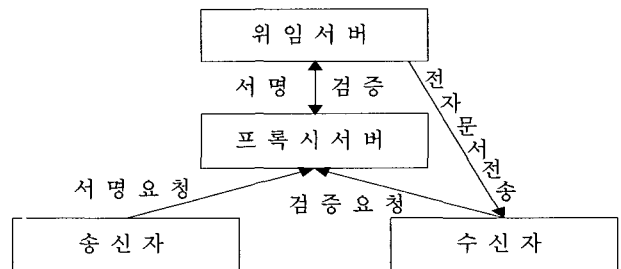 위 임 서 버
서 명 검 증
전자문서전송
프 록 시 서 버
서 명 요 청
검 증 요 청
송 신 자
수 신 자